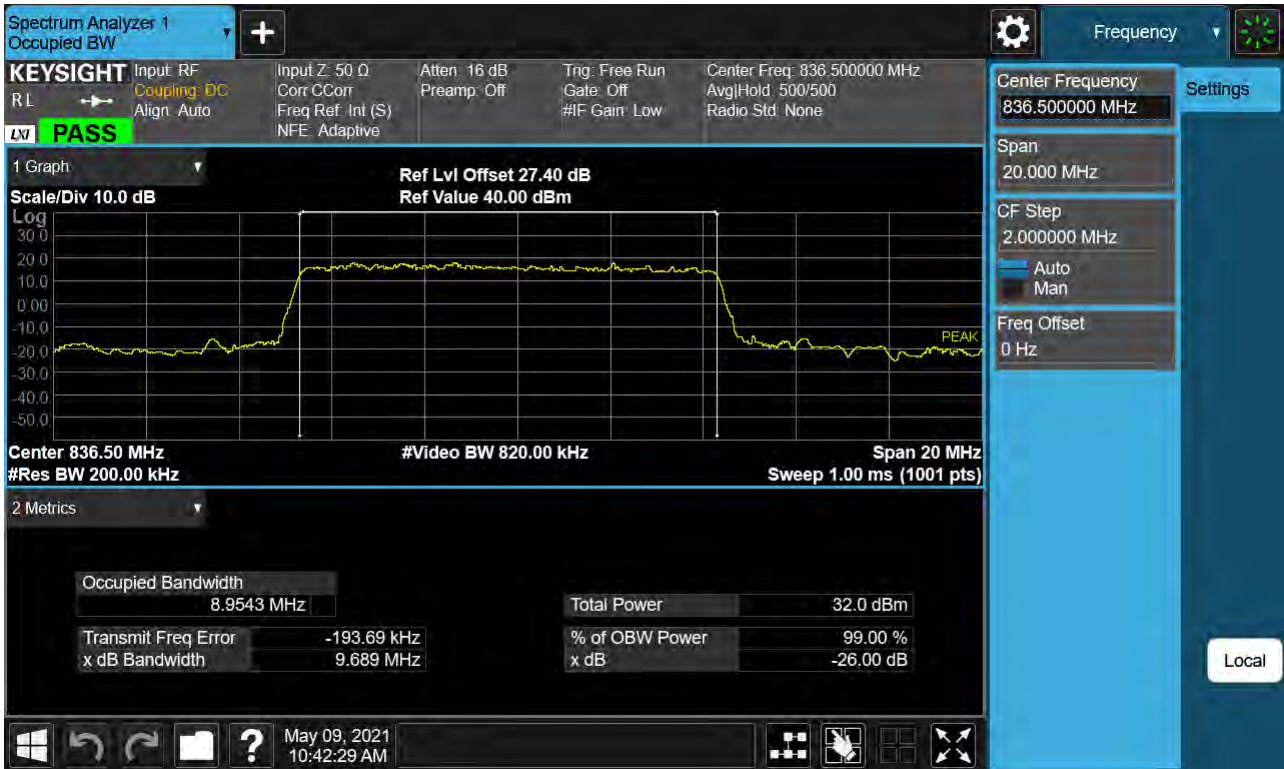 Spectrum Analyzer 1
Occupied BW
+
Frequency
KEYSIGHT
RL
LXI
PASS
Input: RF
Coupling: DC
Align: Auto
Input Z: 50 Ω
Corr CCorr
Freq Ref: Int (S)
NFE: Adaptive
Atten: 16 dB
Preamp: Off
Trig: Free Run
Gate: Off
#IF Gain: Low
Center Freq: 836.500000 MHz
Avg|Hold: 500/500
Radio Std: None
Center Frequency
836.500000 MHz
Settings
Span
20.000 MHz
CF Step
2.000000 MHz
Auto
Man
Freq Offset
0 Hz
Local
1 Graph
Scale/Div 10.0 dB
Ref Lvl Offset 27.40 dB
Ref Value 40.00 dBm
Log
30.0
20.0
10.0
0.00
-10.0
-20.0
-30.0
-40.0
-50.0
PEAK
Center 836.50 MHz
#Video BW 820.00 kHz
Span 20 MHz
#Res BW 200.00 kHz
Sweep 1.00 ms (1001 pts)
2 Metrics
Occupied Bandwidth
8.9543 MHz
Total Power 32.0 dBm
Transmit Freq Error -193.69 kHz
% of OBW Power 99.00 %
x dB Bandwidth 9.689 MHz
x dB -26.00 dB
?
May 09, 2021
10:42:29 AM